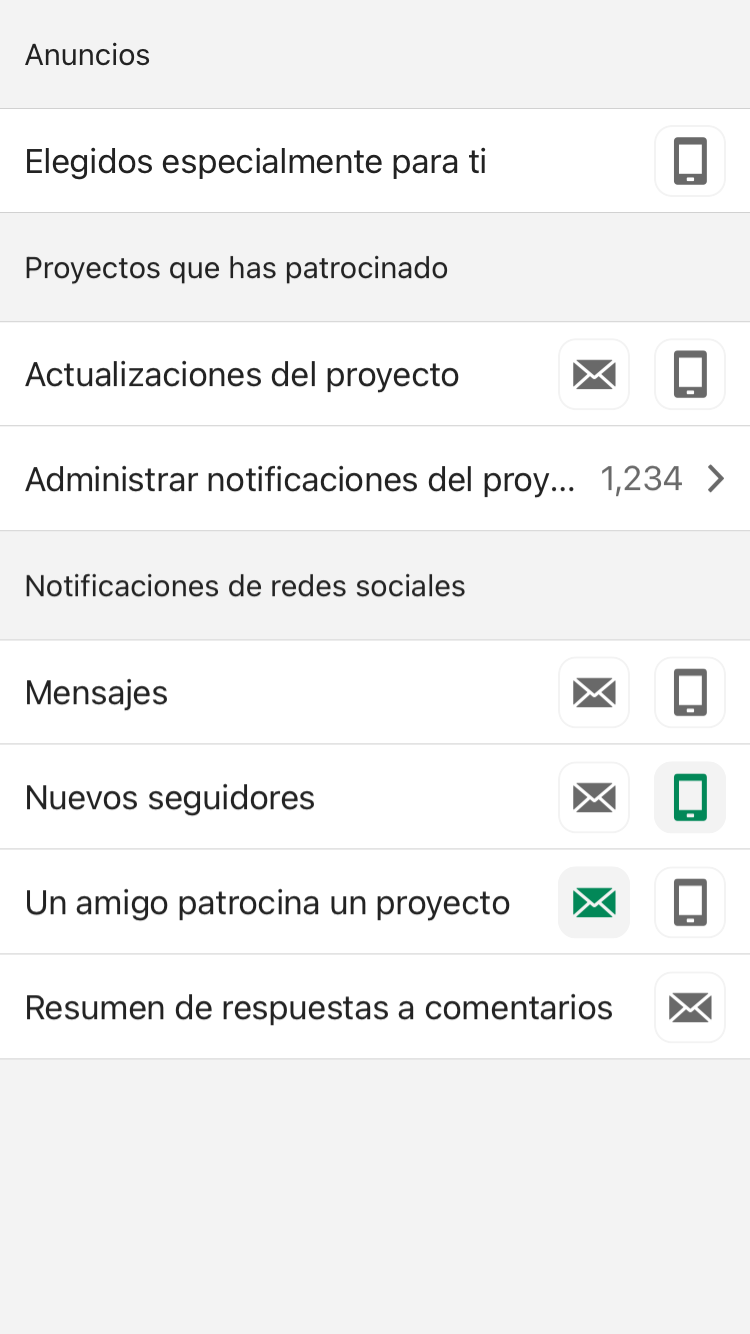 Anuncios
Elegidos especialmente para ti
Proyectos que has patrocinado
Actualizaciones del proyecto
Administrar notificaciones del proy... 1,234
Notificaciones de redes sociales
Mensajes
Nuevos seguidores
Un amigo patrocina un proyecto
Resumen de respuestas a comentarios